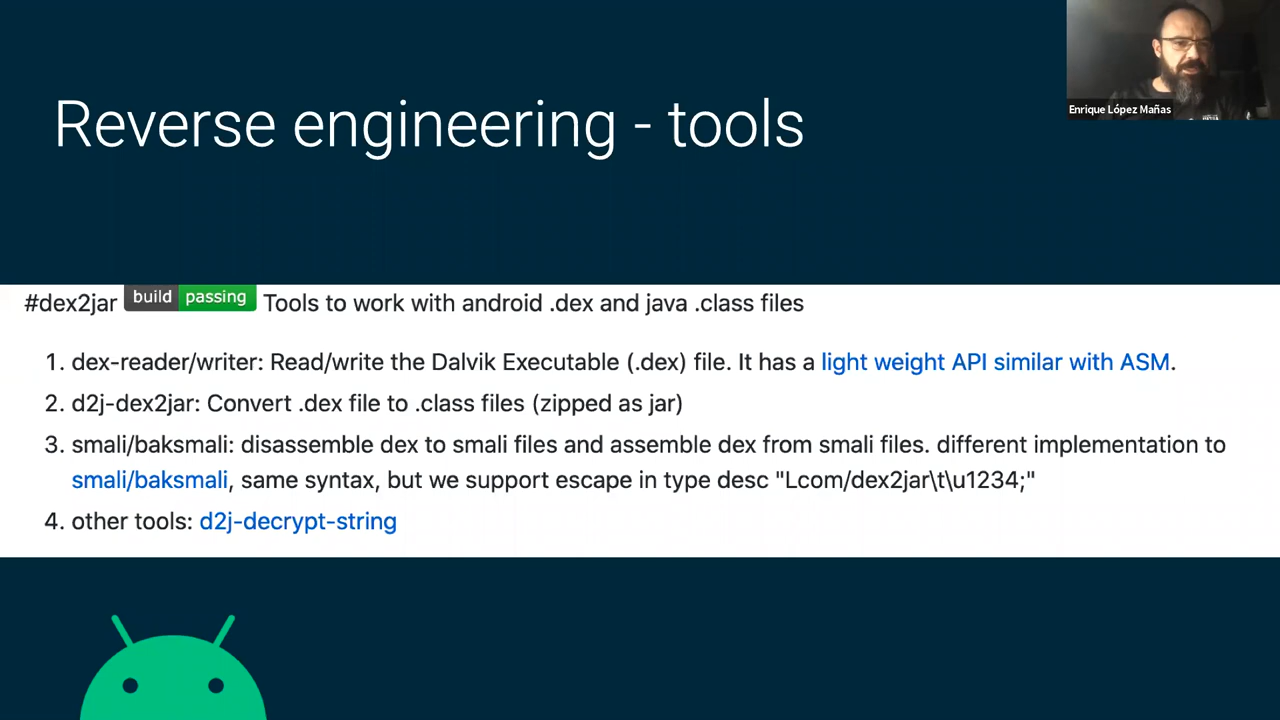 Reverse engineering - tools
Enrique López Mañas
#dex2jar build passing Tools to work with android .dex and java .class files
1. dex-reader/writer: Read/write the Dalvik Executable (.dex) file. It has a light weight API similar with ASM.
2. d2j-dex2jar: Convert .dex file to .class files (zipped as jar)
3. smali/baksmali: disassemble dex to smali files and assemble dex from smali files. different implementation to
smali/baksmali, same syntax, but we support escape in type desc "Lcom/dex2jar\t\u1234;"
4. other tools: d2j-decrypt-string